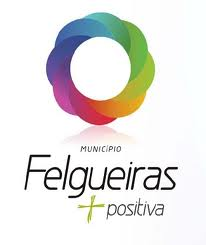 MUNICÍPIO
Felgueiras
+ positiva